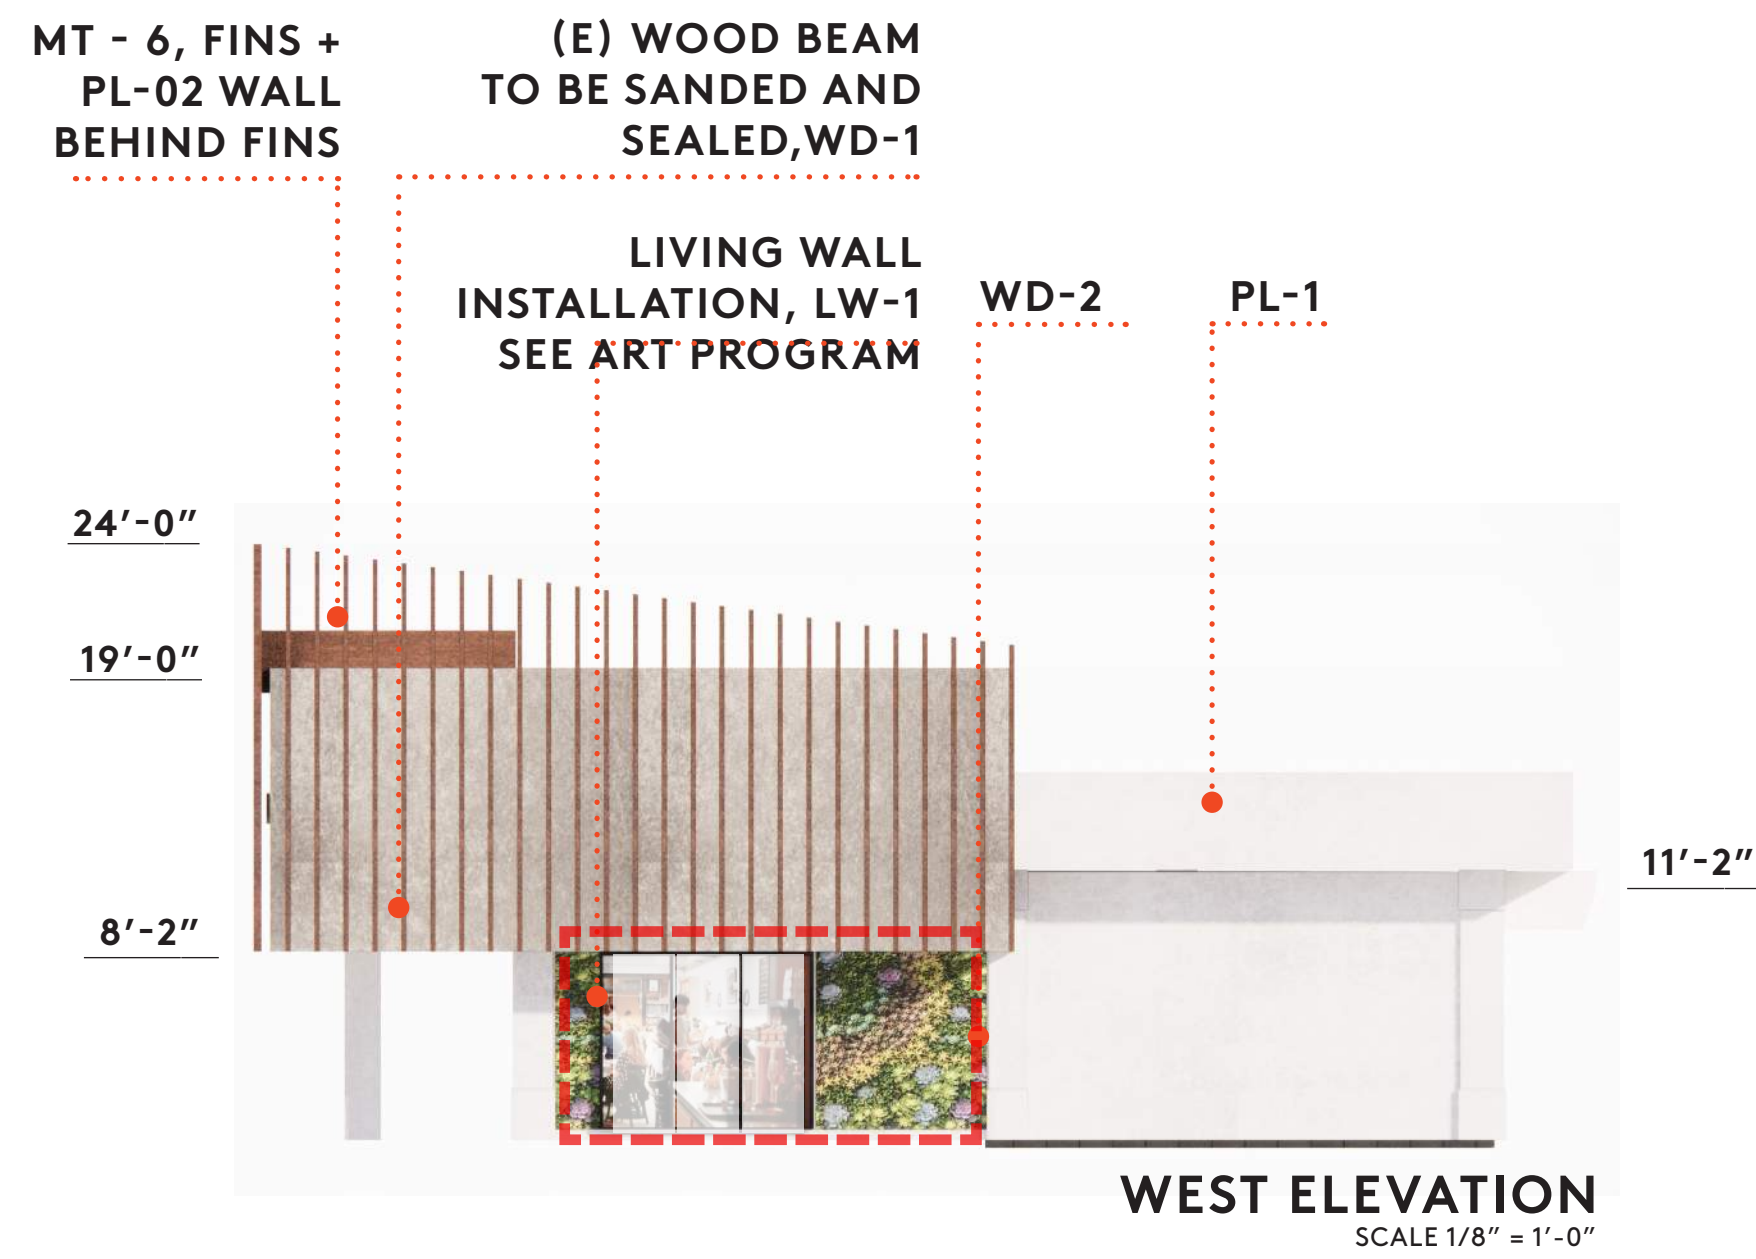 MT - 6, FINS +
PL-02 WALL
BEHIND FINS
(E) WOOD BEAM
TO BE SANDED AND
SEALED,WD-1
LIVING WALL
INSTALLATION, LW-1
SEE ART PROGRAM
WD-2
PL-1
24'-0"
19'-0"
8'-2"
11'-2"
WEST ELEVATION
SCALE 1/8" = 1'-0"